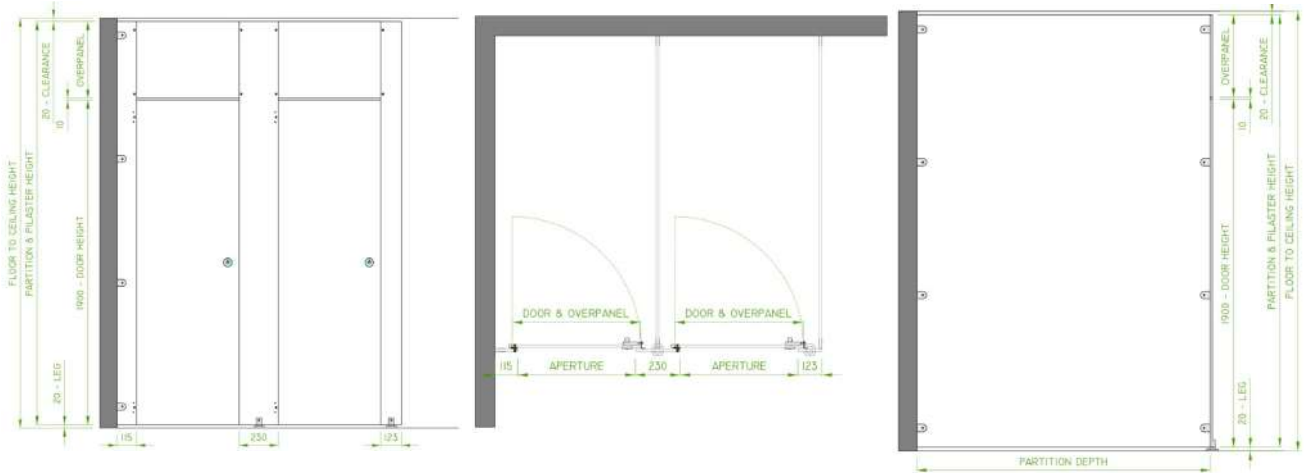 FLOOR TO CEILING HEIGHT
PARTITION & PILASTER HEIGHT
20 - CLEARANCE
10
OVERPANEL
1900 - DOOR HEIGHT
20 - LEG
115
230
123
DOOR & OVERPANEL
DOOR & OVERPANEL
115
APERTURE
230
APERTURE
123
OVERPANEL
20 - CLEARANCE
10
1900 - DOOR HEIGHT
PARTITION & PILASTER HEIGHT
FLOOR TO CEILING HEIGHT
20 - LEG
PARTITION DEPTH